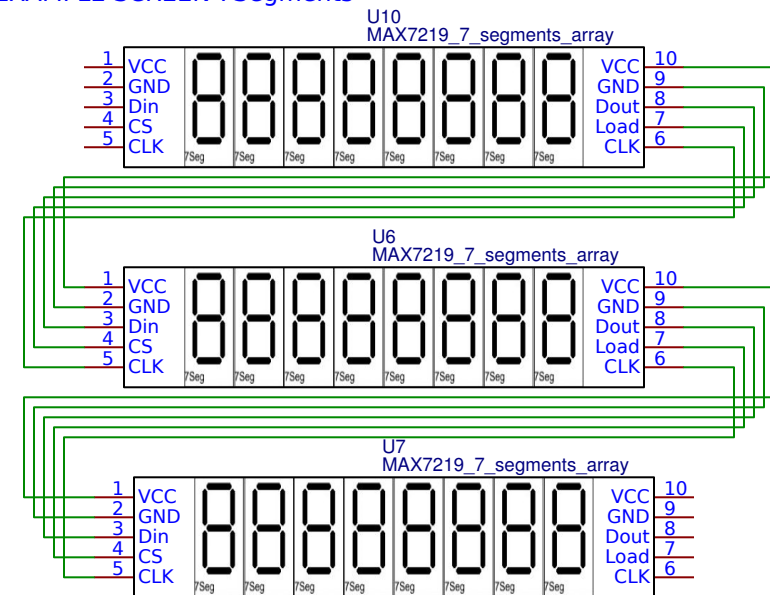 U10
MAX7219_7_segments_array
1 VCC VCC 10
2 GND GND 9
3 Din Dout 8
4 CS Load 7
5 CLK CLK 6
7Seg 7Seg 7Seg 7Seg 7Seg 7Seg 7Seg 7Seg
U6
MAX7219_7_segments_array
1 VCC VCC 10
2 GND GND 9
3 Din Dout 8
4 CS Load 7
5 CLK CLK 6
7Seg 7Seg 7Seg 7Seg 7Seg 7Seg 7Seg 7Seg
U7
MAX7219_7_segments_array
1 VCC VCC 10
2 GND GND 9
3 Din Dout 8
4 CS Load 7
5 CLK CLK 6
7Seg 7Seg 7Seg 7Seg 7Seg 7Seg 7Seg 7Seg